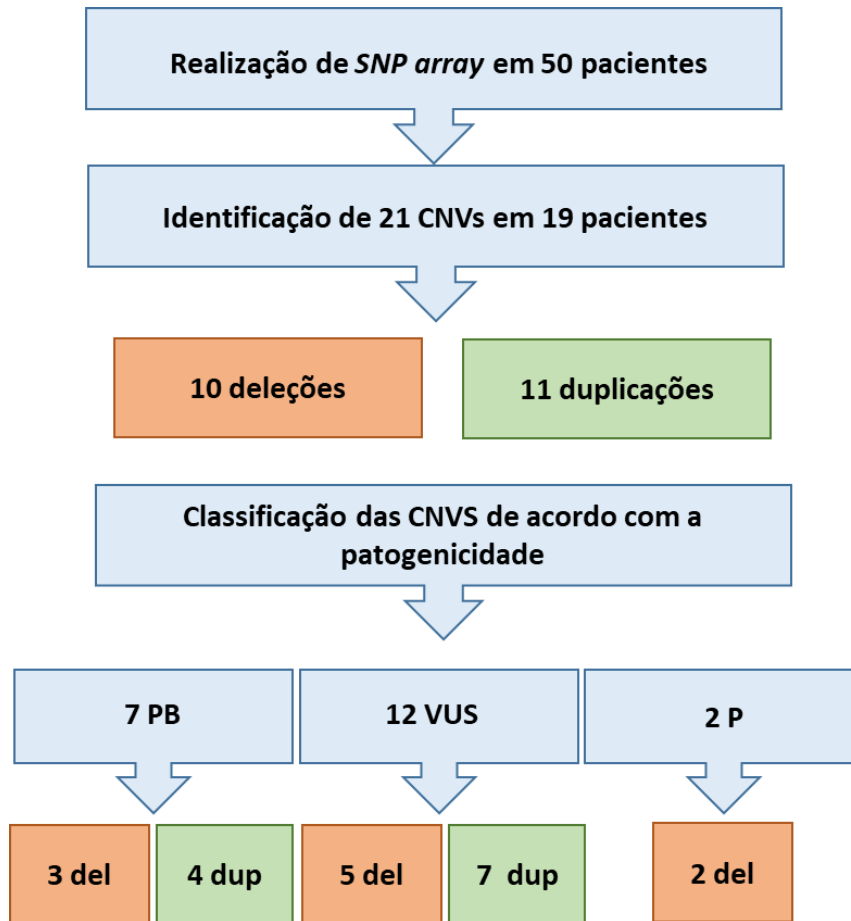 Realização de SNP array em 50 pacientes
Identificação de 21 CNVs em 19 pacientes
10 deleções
11 duplicações
Classificação das CNVS de acordo com a
patogenicidade
7 PB
12 VUS
2 P
3 del
4 dup
5 del
7 dup
2 del